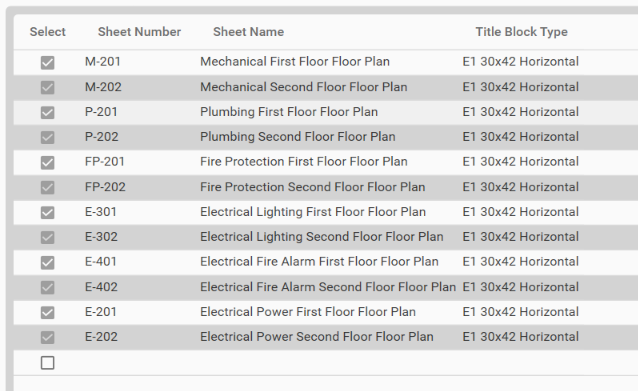 Select Sheet Number Sheet Name Title Block Type
M-201 Mechanical First Floor Floor Plan E1 30x42 Horizontal
M-202 Mechanical Second Floor Floor Plan E1 30x42 Horizontal
P-201 Plumbing First Floor Floor Plan E1 30x42 Horizontal
P-202 Plumbing Second Floor Floor Plan E1 30x42 Horizontal
FP-201 Fire Protection First Floor Floor Plan E1 30x42 Horizontal
FP-202 Fire Protection Second Floor Floor Plan E1 30x42 Horizontal
E-301 Electrical Lighting First Floor Floor Plan E1 30x42 Horizontal
E-302 Electrical Lighting Second Floor Floor Plan E1 30x42 Horizontal
E-401 Electrical Fire Alarm First Floor Floor Plan E1 30x42 Horizontal
E-402 Electrical Fire Alarm Second Floor Floor Plan E1 30x42 Horizontal
E-201 Electrical Power First Floor Floor Plan E1 30x42 Horizontal
E-202 Electrical Power Second Floor Floor Plan E1 30x42 Horizontal